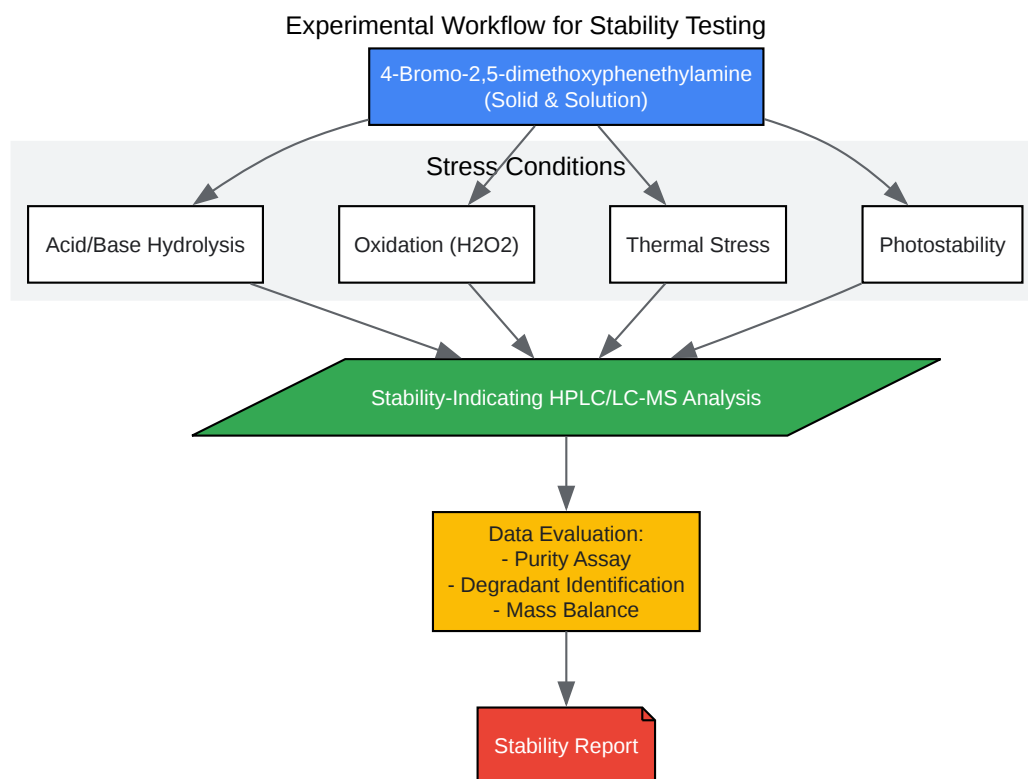 Experimental Workflow for Stability Testing
4-Bromo-2,5-dimethoxyphenethylamine
(Solid & Solution)
Stress Conditions
Acid/Base Hydrolysis
Oxidation (H2O2)
Thermal Stress
Photostability
Stability-Indicating HPLC/LC-MS Analysis
Data Evaluation:
- Purity Assay
- Degradant Identification
- Mass Balance
Stability Report